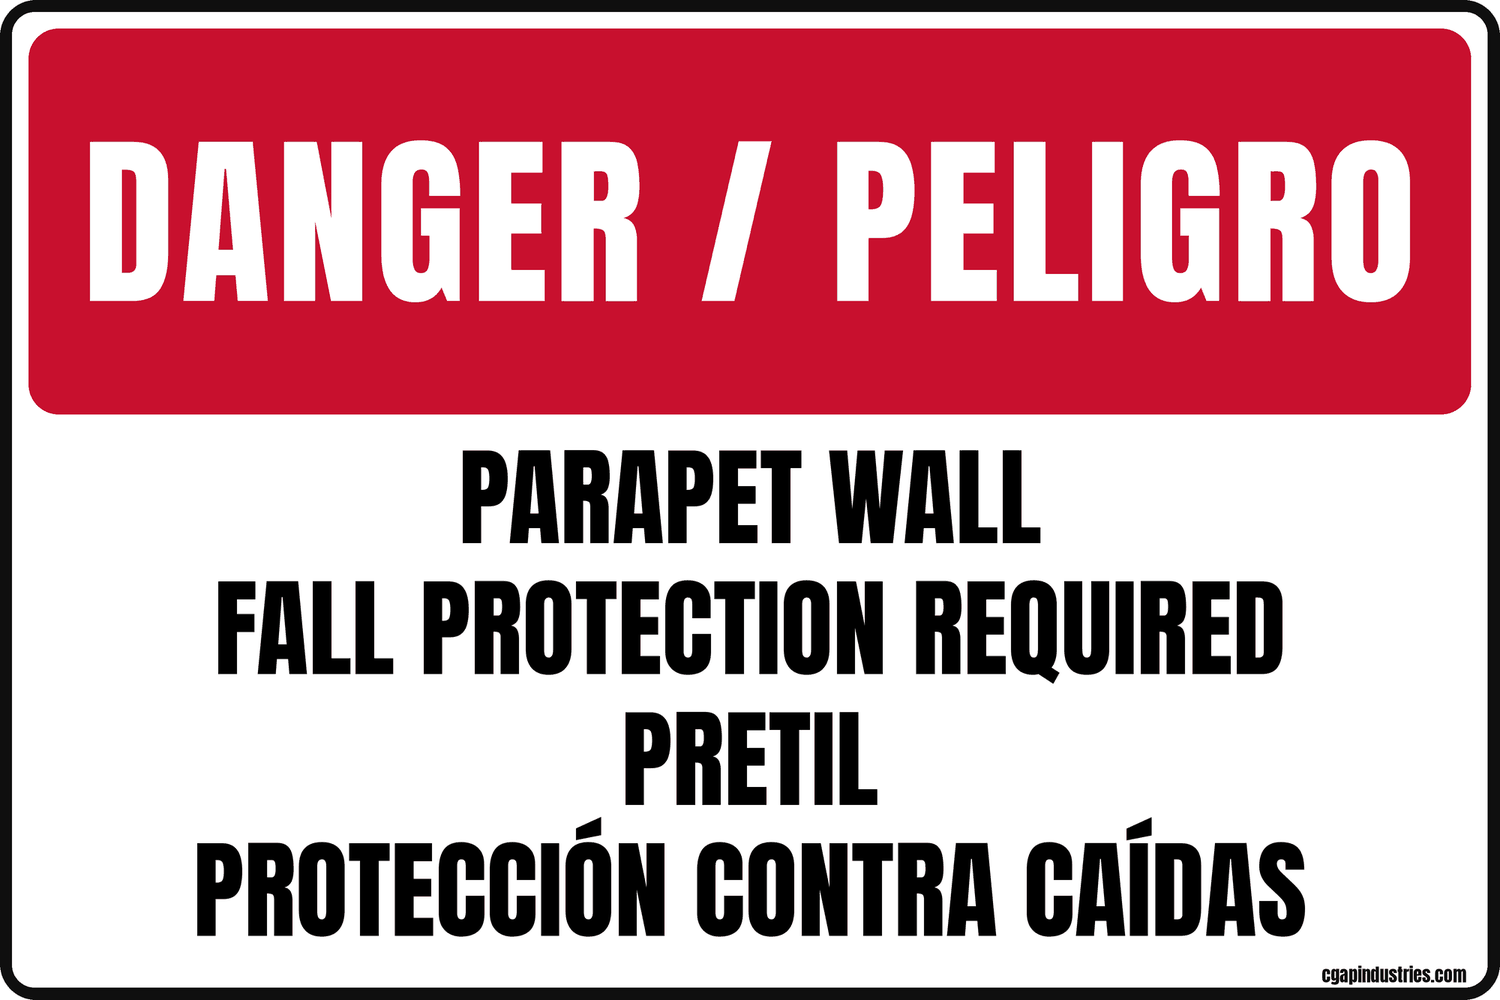 DANGER / PELIGRO
PARAPET WALL
FALL PROTECTION REQUIRED
PRETIL
PROTECCIÓN CONTRA CAÍDAS
cgapindustries.com